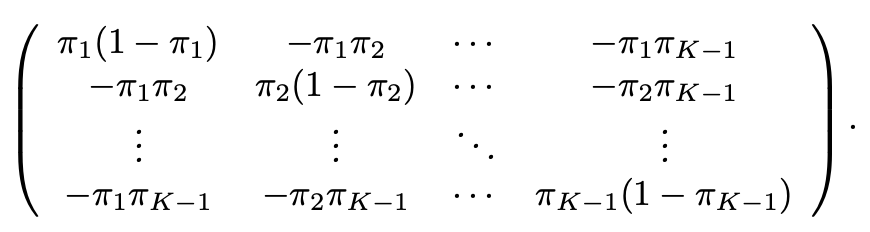 π₁(1 − π₁) −π₁π₂ ⋯ −π₁π_{K−1}
−π₁π₂ π₂(1 − π₂) ⋯ −π₂π_{K−1}
⋮ ⋮ ⋱ ⋮
−π₁π_{K−1} −π₂π_{K−1} ⋯ π_{K−1}(1 − π_{K−1}) .